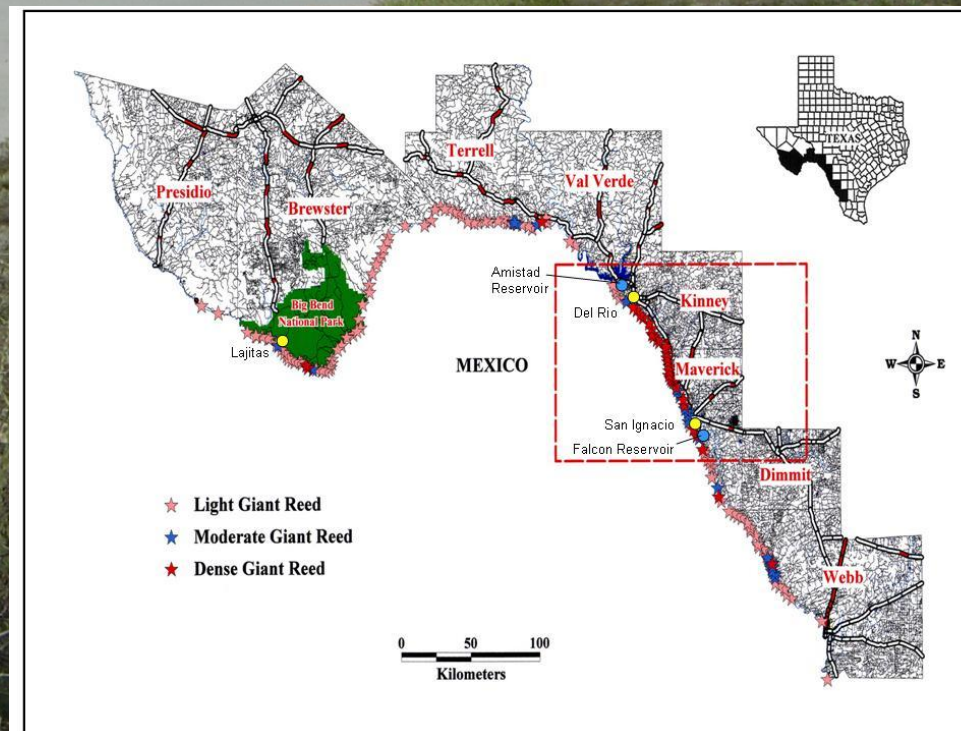 TEXAS
Terrell
Val Verde
Presidio
Brewster
Amistad
Reservoir
Big Bend
National Park
Kinney
Del Rio
Lajitas
MEXICO
Maverick
N
W
E
S
San Ignacio
Falcon Reservoir
Dimmit
Light Giant Reed
Moderate Giant Reed
Dense Giant Reed
Webb
0 50 100
Kilometers